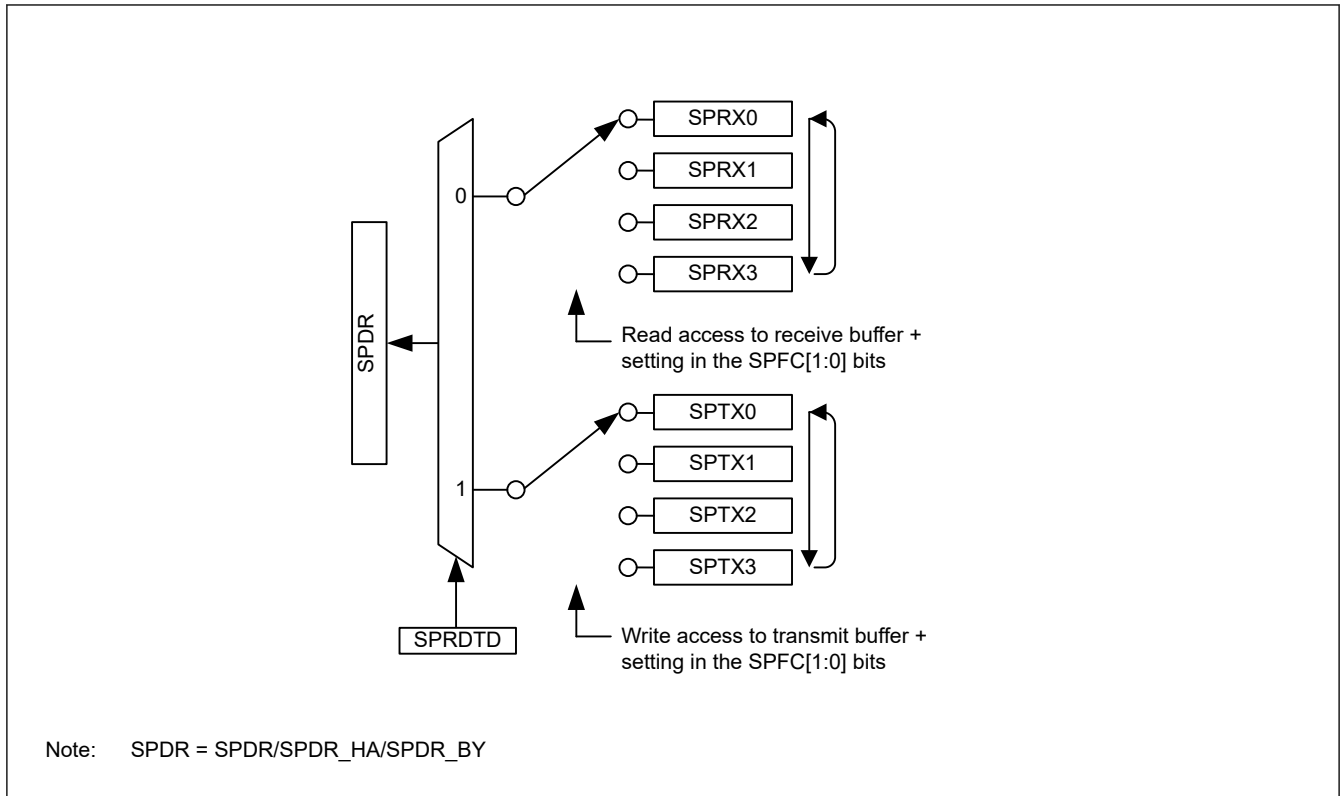 SPRX0
0
SPRX1
SPRX2
SPRX3
SPDR
Read access to receive buffer +
setting in the SPFC[1:0] bits
SPTX0
SPTX1
1
SPTX2
SPTX3
SPRDTD
Write access to transmit buffer +
setting in the SPFC[1:0] bits
Note: SPDR = SPDR/SPDR_HA/SPDR_BY